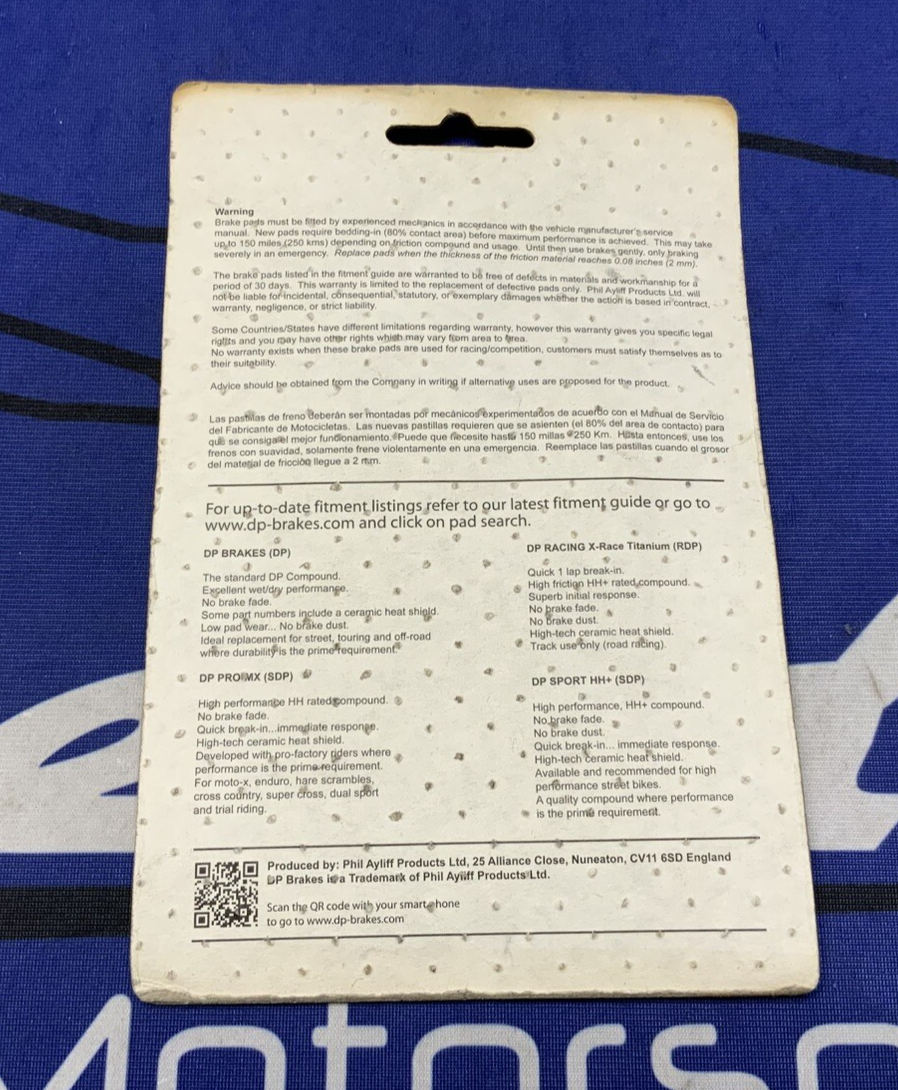 Warning
Brake pads must be fitted by experienced mechanics in accordance with the vehicle manufacturer's service
manual. New pads require bedding-in (80% contact area) before maximum performance is achieved. This may take
up to 150 miles (250 kms) depending on friction compound and usage. Until then use brakes gently, only braking
severely in an emergency. Replace pads when the thickness of the friction material reaches 0.08 inches (2 mm).
The brake pads listed in the fitment guide are warranted to be free of defects in materials and workmanship for a
period of 30 days. This warranty is limited to the replacement of defective pads only. Phil Ayliff Products Ltd. will
not be liable for incidental, consequential, statutory, or exemplary damages whether the action is based in contract,
warranty, negligence, or strict liability.
Some Countries/States have different limitations regarding warranty, however this warranty gives you specific legal
rights and you may have other rights which may vary from area to area.
No warranty exists when these brake pads are used for racing/competition, customers must satisfy themselves as to
their suitability.
Advice should be obtained from the Company in writing if alternative uses are proposed for the product.
Las pastillas de freno deberán ser montadas por mecánicos experimentados de acuerdo con el Manual de Servicio
del Fabricante de Motocicletas. Las nuevas pastillas requieren que se asienten (el 80% del area de contacto) para
que se consiga el mejor funcionamiento. Puede que necesite hasta 150 millas 250 Km. Hasta entonces, use los
frenos con suavidad, solamente frene violentamente en una emergencia. Reemplace las pastillas cuando el grosor
del material de fricción llegue a 2 mm.
For up-to-date fitment listings refer to our latest fitment guide or go to
www.dp-brakes.com and click on pad search.
DP BRAKES (DP)
The standard DP Compound.
Excellent wet/dry performance.
No brake fade.
Some part numbers include a ceramic heat shield.
Low pad wear... No brake dust.
Ideal replacement for street, touring and off-road
where durability is the prime requirement.
DP RACING X-Race Titanium (RDP)
Quick 1 lap break-in.
High friction HH+ rated compound.
Superb initial response.
No brake fade.
No brake dust.
High-tech ceramic heat shield.
Track use only (road racing).
DP PRO MX (SDP)
High performance HH rated compound.
No brake fade.
Quick break-in...immediate response.
High-tech ceramic heat shield.
Developed with pro-factory riders where
performance is the prime requirement.
For moto-x, enduro, hare scrambles,
cross country, super cross, dual sport
and trial riding.
DP SPORT HH+ (SDP)
High performance, HH+ compound.
No brake fade.
No brake dust.
Quick break-in... immediate response.
High-tech ceramic heat shield.
Available and recommended for high
performance street bikes.
A quality compound where performance
is the prime requirement.
Produced by: Phil Ayliff Products Ltd, 25 Alliance Close, Nuneaton, CV11 6SD England
DP Brakes is a Trademark of Phil Ayliff Products Ltd.
Scan the QR code with your smart phone
to go to www.dp-brakes.com